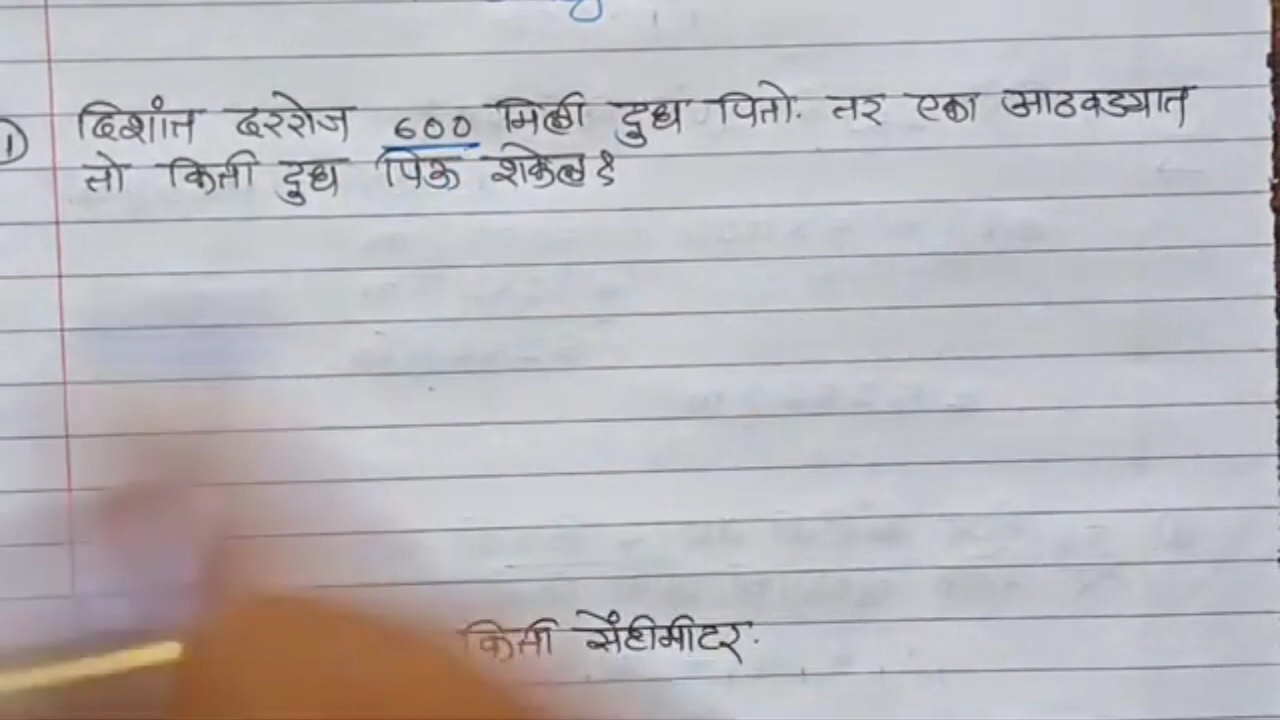 1) दिशांत दररोज 600 मिली दुध पितो. तर एका आठवड्यात
तो किती दुध पिऊ शकेल?
किती सेंटीमीटर.